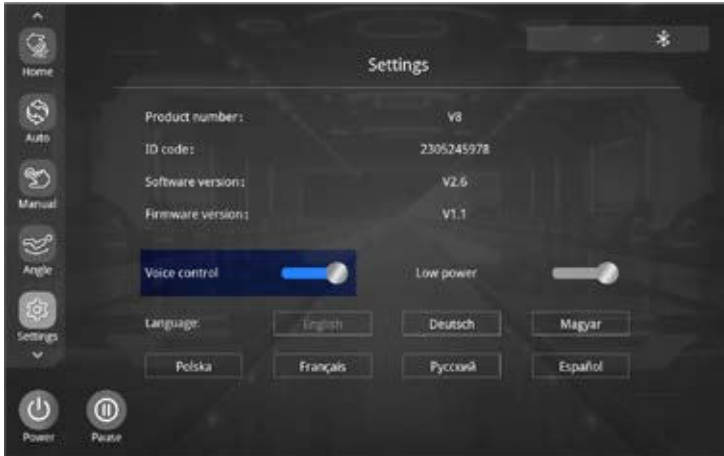 Settings
Home
Product number: V8
Auto
ID code: 2305245978
Software version: V2.6
Manual
Firmware version: V1.1
Angle
Voice control Low power
Language: English Deutsch Magyar
Settings
Polska Français Русский Español
Power Pause